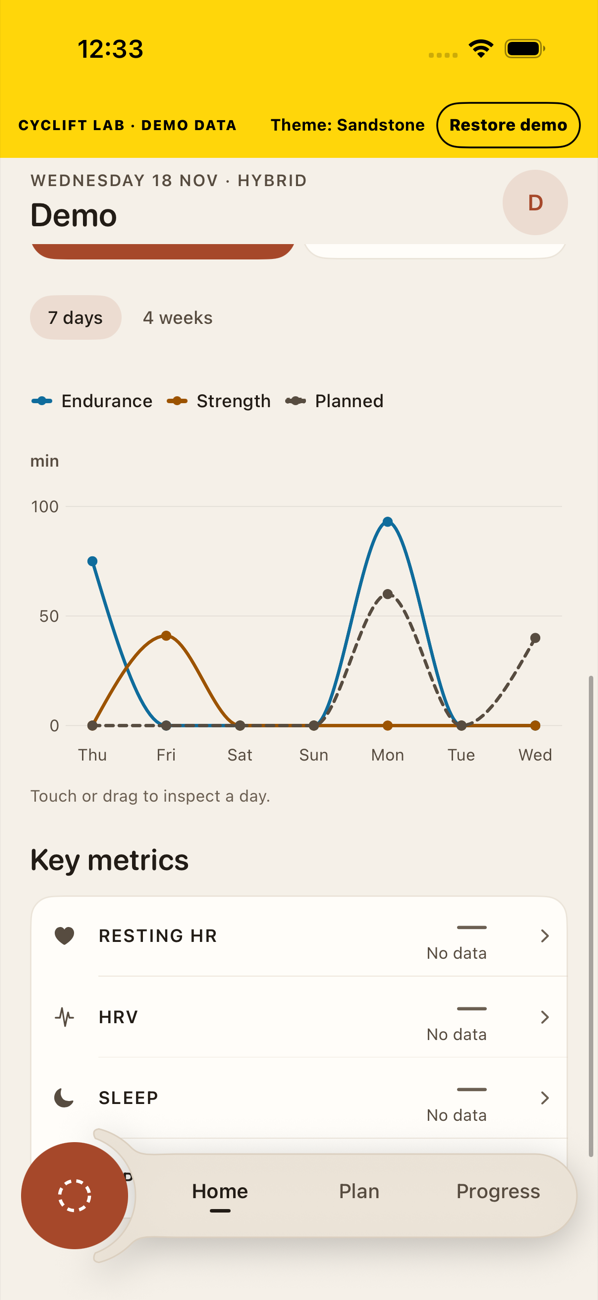 12:33
CYCLIFT LAB · DEMO DATA
Theme: Sandstone
Restore demo
WEDNESDAY 18 NOV · HYBRID
Demo
D
7 days
4 weeks
Endurance
Strength
Planned
min
100
50
0
Thu Fri Sat Sun Mon Tue Wed
Touch or drag to inspect a day.
Key metrics
RESTING HR
No data
HRV
No data
SLEEP
No data
Home
Plan
Progress